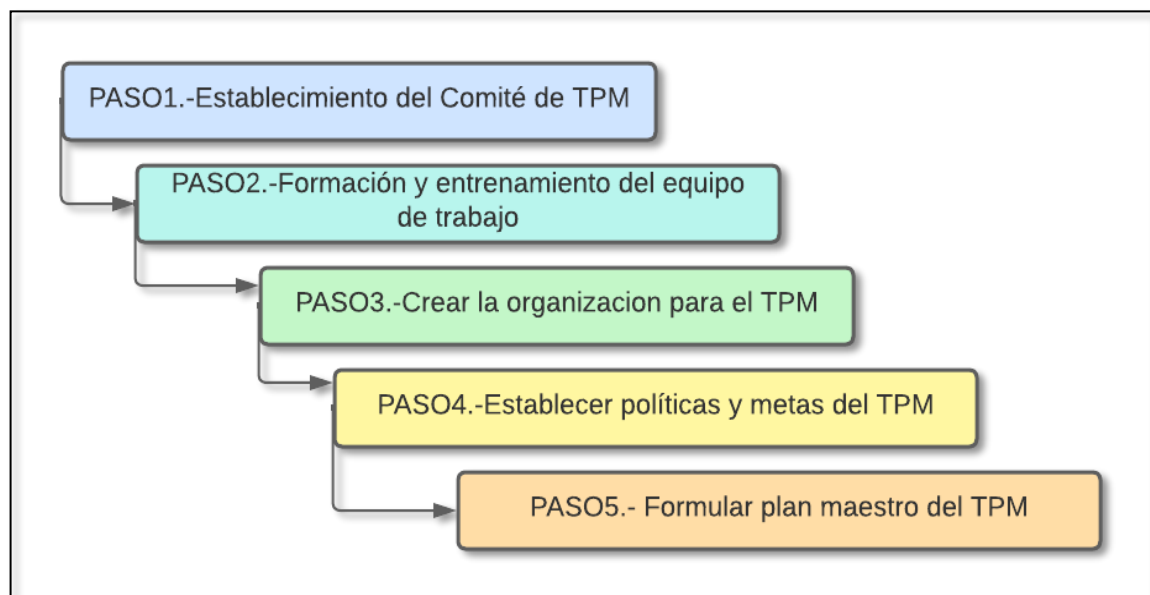 PASO1.-Establecimiento del Comité de TPM
PASO2.-Formación y entrenamiento del equipo
de trabajo
PASO3.-Crear la organizacion para el TPM
PASO4.-Establecer políticas y metas del TPM
PASO5.- Formular plan maestro del TPM